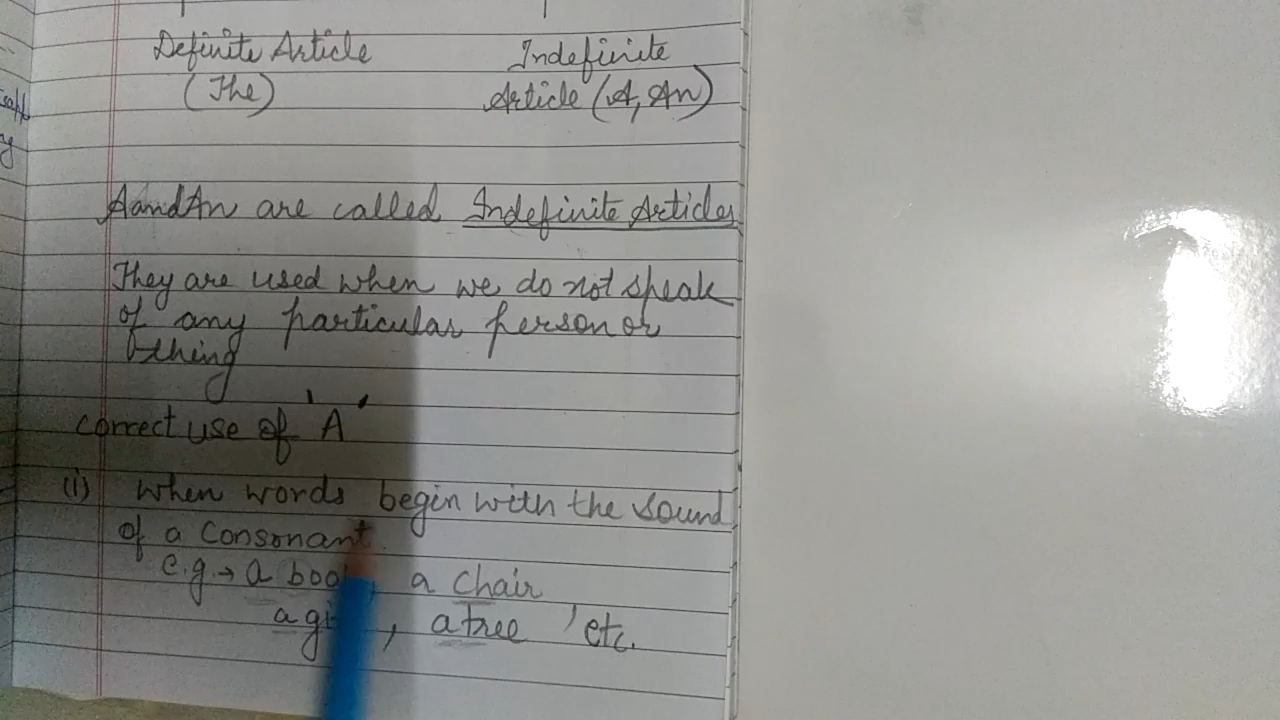 Definite Article
Indefinite
(The)
Article (A, An)
A and An are called Indefinite Articles
They are used when we do not speak
of any particular person or
thing
correct use of 'A'
(i) when words begin with the sound
of a consonant.
e.g. → a chair
a , a tree, etc.